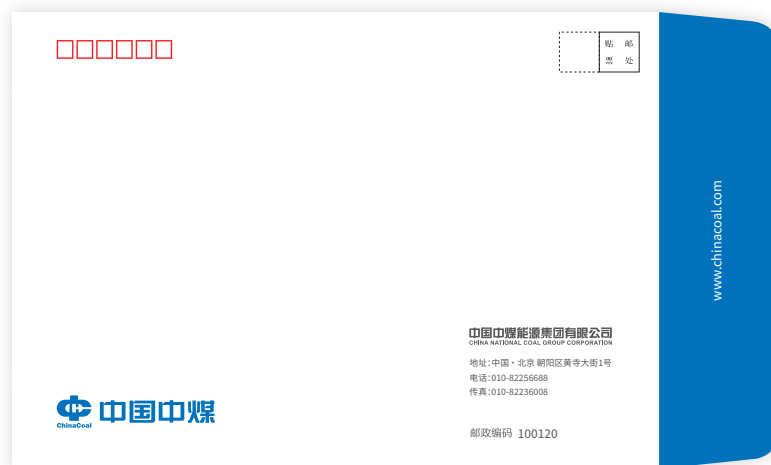 贴 邮
票 处
www.chinacoal.com
中国中煤能源集团有限公司
CHINA NATIONAL COAL GROUP CORPORATION
地址:中国·北京 朝阳区黄寺大街1号
电话:010-82256688
传真:010-82236008
ChinaCoal
中国中煤
邮政编码 100120